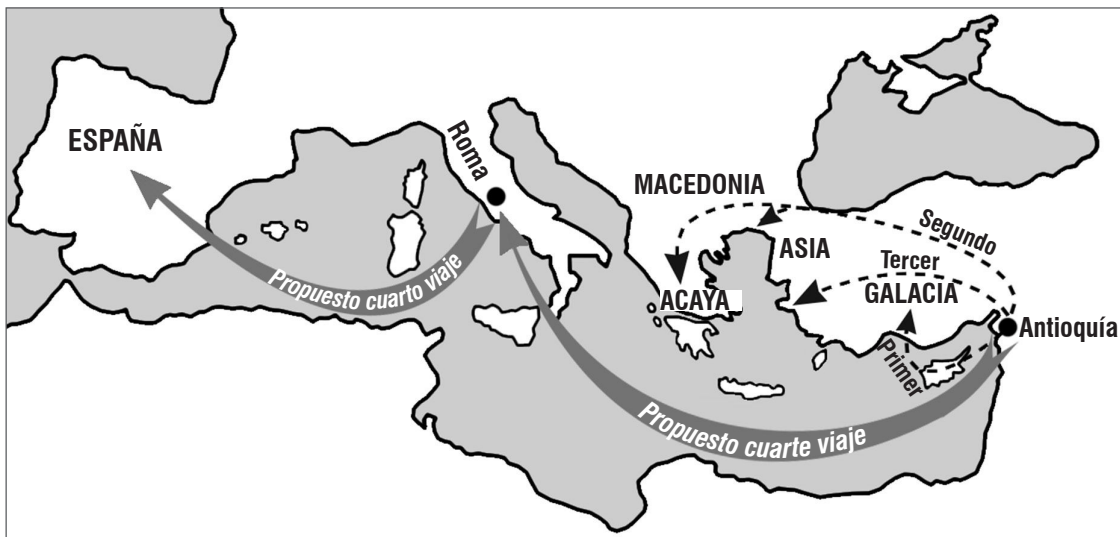 ESPAÑA
Roma
MACEDONIA
Segundo
ASIA
Tercer
GALACIA
ACAYA
Antioquía
Primer
Propuesto cuarto viaje
Propuesto cuarte viaje